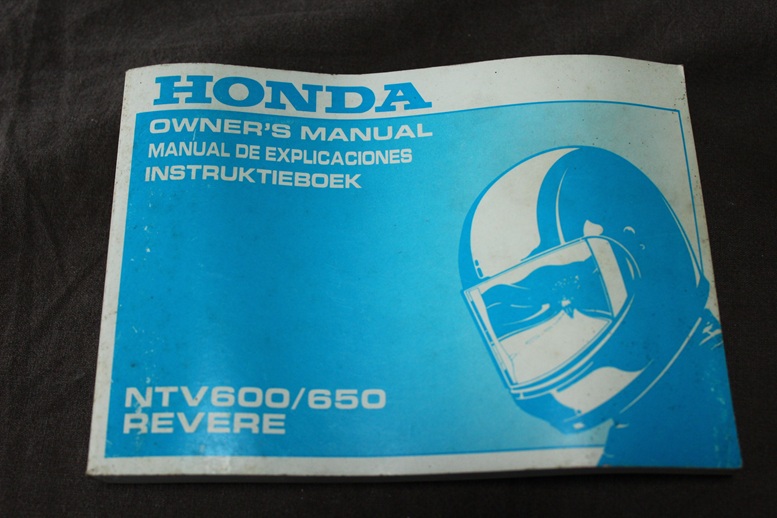 HONDA
OWNER'S MANUAL
MANUAL DE EXPLICACIONES
INSTRUKTIEBOEK
NTV600/650
REVERE